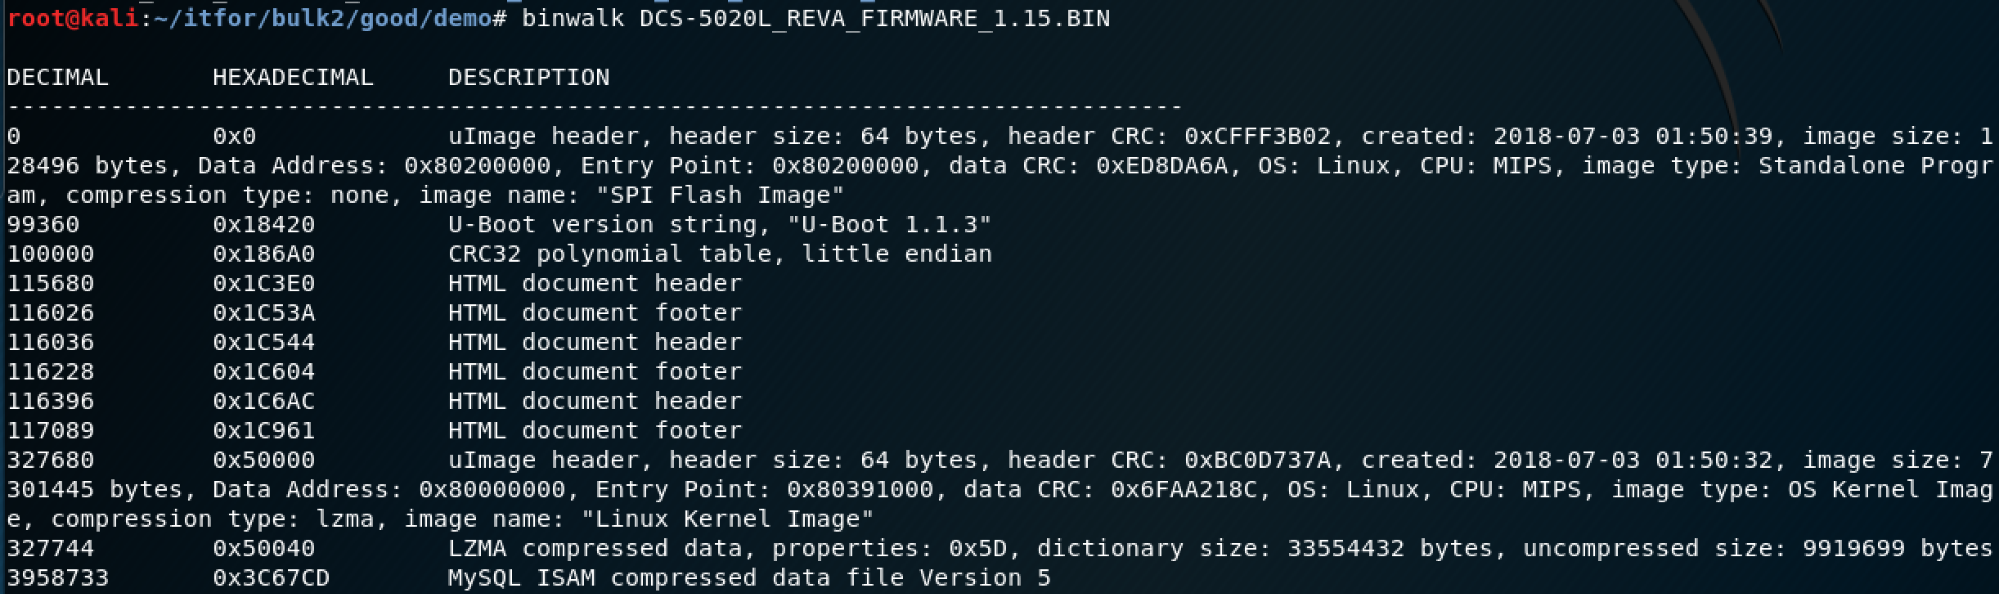 root@kali:~/itfor/bulk2/good/demo# binwalk DCS-5020L_REVA_FIRMWARE_1.15.BIN
DECIMAL       HEXADECIMAL     DESCRIPTION
--------------------------------------------------------------------------------
0             0x0             uImage header, header size: 64 bytes, header CRC: 0xCFFF3B02, created: 2018-07-03 01:50:39, image size: 1
28496 bytes, Data Address: 0x80200000, Entry Point: 0x80200000, data CRC: 0xED8DA6A, OS: Linux, CPU: MIPS, image type: Standalone Progr
am, compression type: none, image name: "SPI Flash Image"
99360         0x18420         U-Boot version string, "U-Boot 1.1.3"
100000        0x186A0         CRC32 polynomial table, little endian
115680        0x1C3E0         HTML document header
116026        0x1C53A         HTML document footer
116036        0x1C544         HTML document header
116228        0x1C604         HTML document footer
116396        0x1C6AC         HTML document header
117089        0x1C961         HTML document footer
327680        0x50000         uImage header, header size: 64 bytes, header CRC: 0xBC0D737A, created: 2018-07-03 01:50:32, image size: 7
301445 bytes, Data Address: 0x80000000, Entry Point: 0x80391000, data CRC: 0x6FAA218C, OS: Linux, CPU: MIPS, image type: OS Kernel Imag
e, compression type: lzma, image name: "Linux Kernel Image"
327744        0x50040         LZMA compressed data, properties: 0x5D, dictionary size: 33554432 bytes, uncompressed size: 9919699 bytes
3958733       0x3C67CD        MySQL ISAM compressed data file Version 5